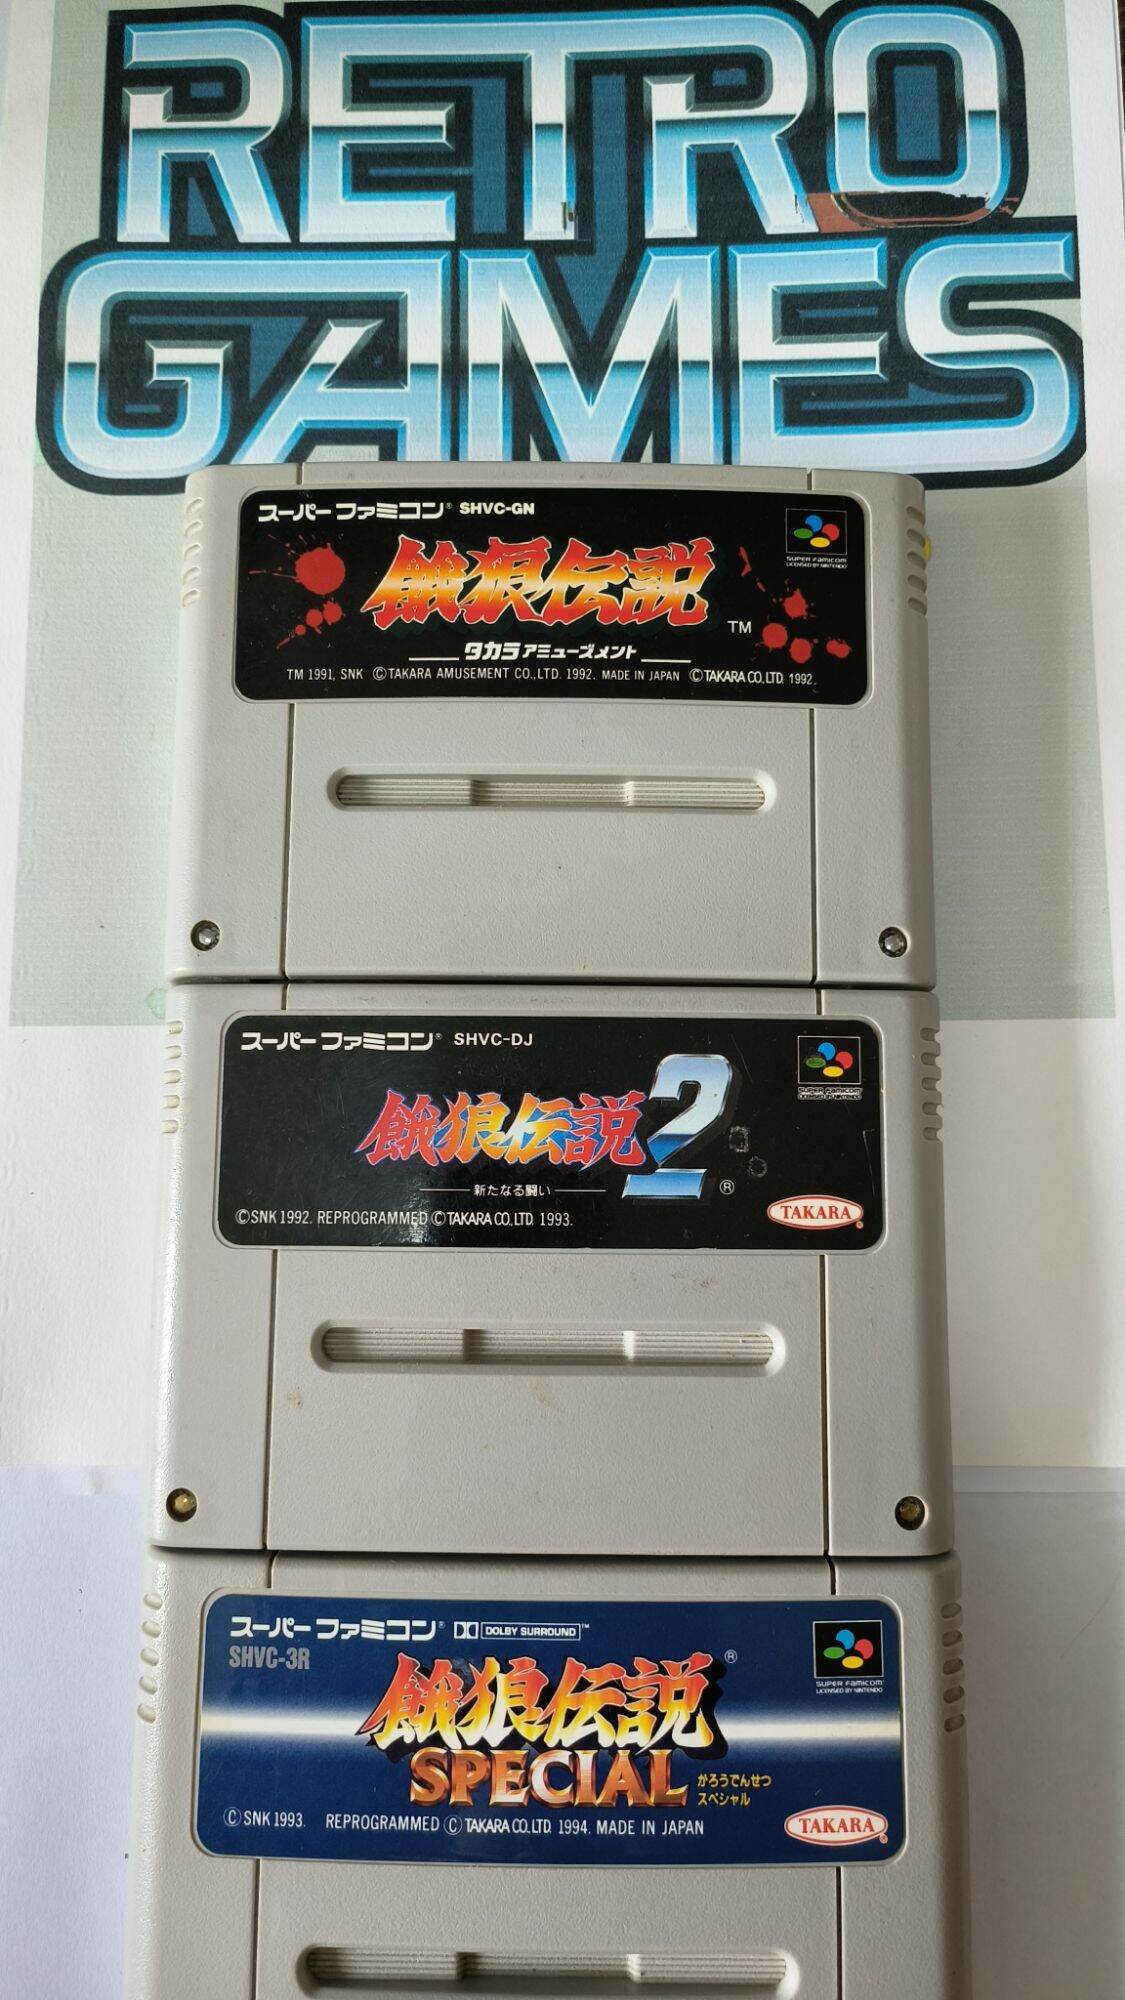 RETRO
GAMES
スーパーファミコン® SHVC-GN
SUPER FAMICOM
LICENSED BY NINTENDO
餓狼伝説
TM
タカラアミューズメント
TM 1991, SNK ©TAKARA AMUSEMENT CO.,LTD. 1992. MADE IN JAPAN ©TAKARA CO.,LTD. 1992.
スーパーファミコン® SHVC-DJ
SUPER FAMICOM
LICENSED BY NINTENDO
餓狼伝説2
新たなる闘い
®
©SNK 1992. REPROGRAMMED ©TAKARA CO.,LTD. 1993.
TAKARA®
スーパーファミコン® DOLBY SURROUND™
SHVC-3R
SUPER FAMICOM
LICENSED BY NINTENDO
餓狼伝説®
SPECIAL
がろうでんせつ
スペシャル
©SNK 1993. REPROGRAMMED ©TAKARA CO.,LTD. 1994. MADE IN JAPAN
TAKARA®